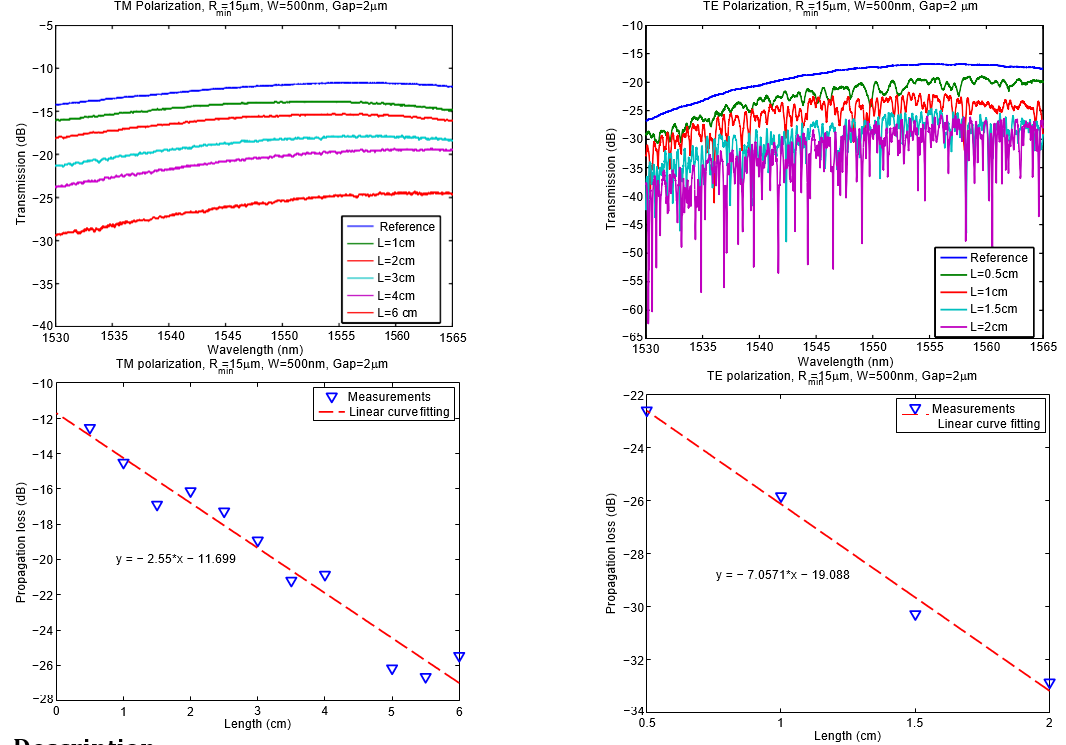 TM Polarization, Rmin=15μm, W=500nm, Gap=2μm
−5
−10
−15
−20
−25
−30
−35
−40
Transmission (dB)
Reference
L=1cm
L=2cm
L=3cm
L=4cm
L=6 cm
1530 1535 1540 1545 1550 1555 1560 1565
Wavelength (nm)
TE Polarization, Rmin=15μm, W=500nm, Gap=2 μm
−10
−15
−20
−25
−30
−35
−40
−45
−50
−55
−60
−65
Transmission (dB)
Reference
L=0.5cm
L=1cm
L=1.5cm
L=2cm
1530 1535 1540 1545 1550 1555 1560 1565
Wavelength (nm)
TM polarization, Rmin=15μm, W=500nm, Gap=2μm
−10
−12
−14
−16
−18
−20
−22
−24
−26
−28
Propagation loss (dB)
Measurements
Linear curve fitting
y = − 2.55*x − 11.699
0 1 2 3 4 5 6
Length (cm)
TE polarization, Rmin=15μm, W=500nm, Gap=2μm
−22
−24
−26
−28
−30
−32
−34
Propagation loss (dB)
Measurements
Linear curve fitting
y = − 7.0571*x − 19.088
0.5 1 1.5 2
Length (cm)
Description